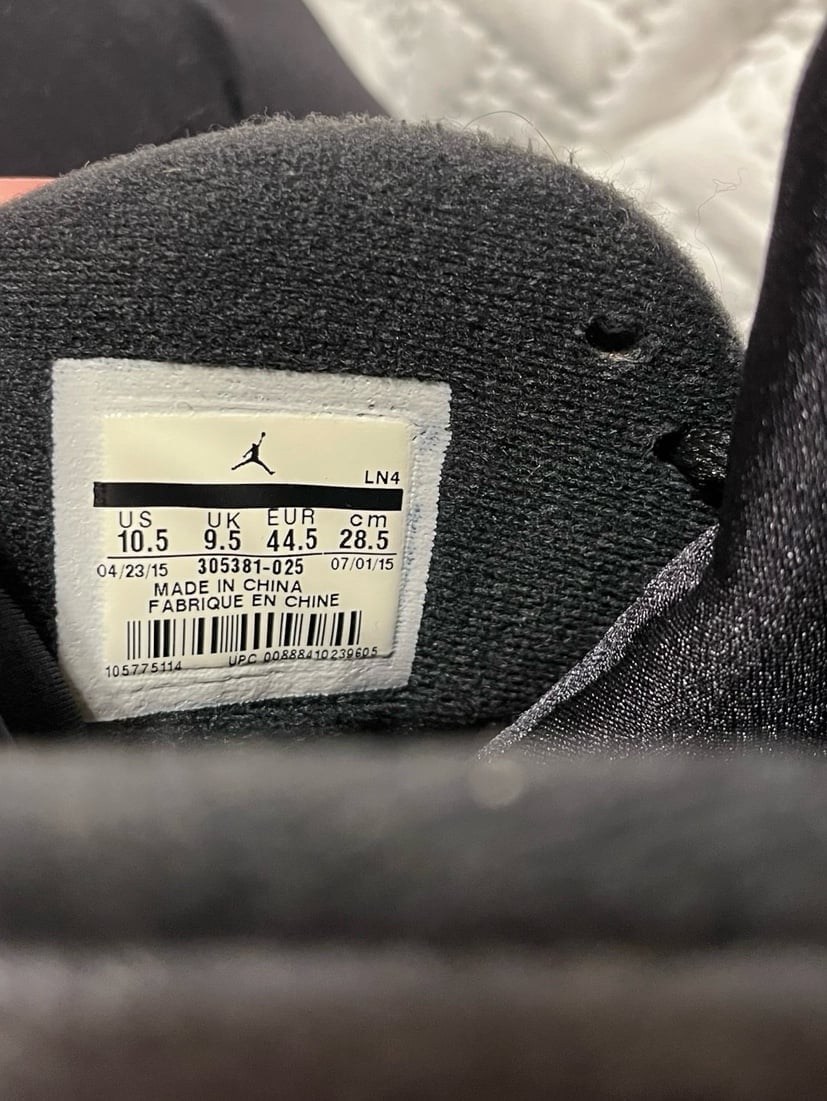 LN4
US UK EUR cm
10.5 9.5 44.5 28.5
04/23/15 305381-025 07/01/15
MADE IN CHINA
FABRIQUE EN CHINE
105775114 UPC 00888410239605